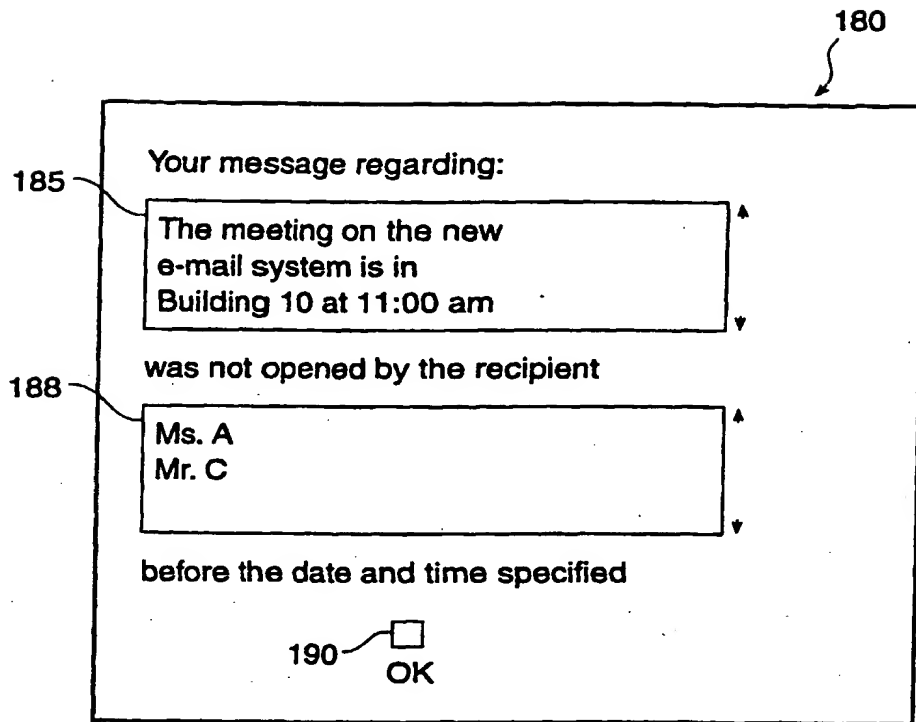 180
Your message regarding:
185
The meeting on the new
e-mail system is in
Building 10 at 11:00 am
was not opened by the recipient
188
Ms. A
Mr. C
before the date and time specified
190
OK